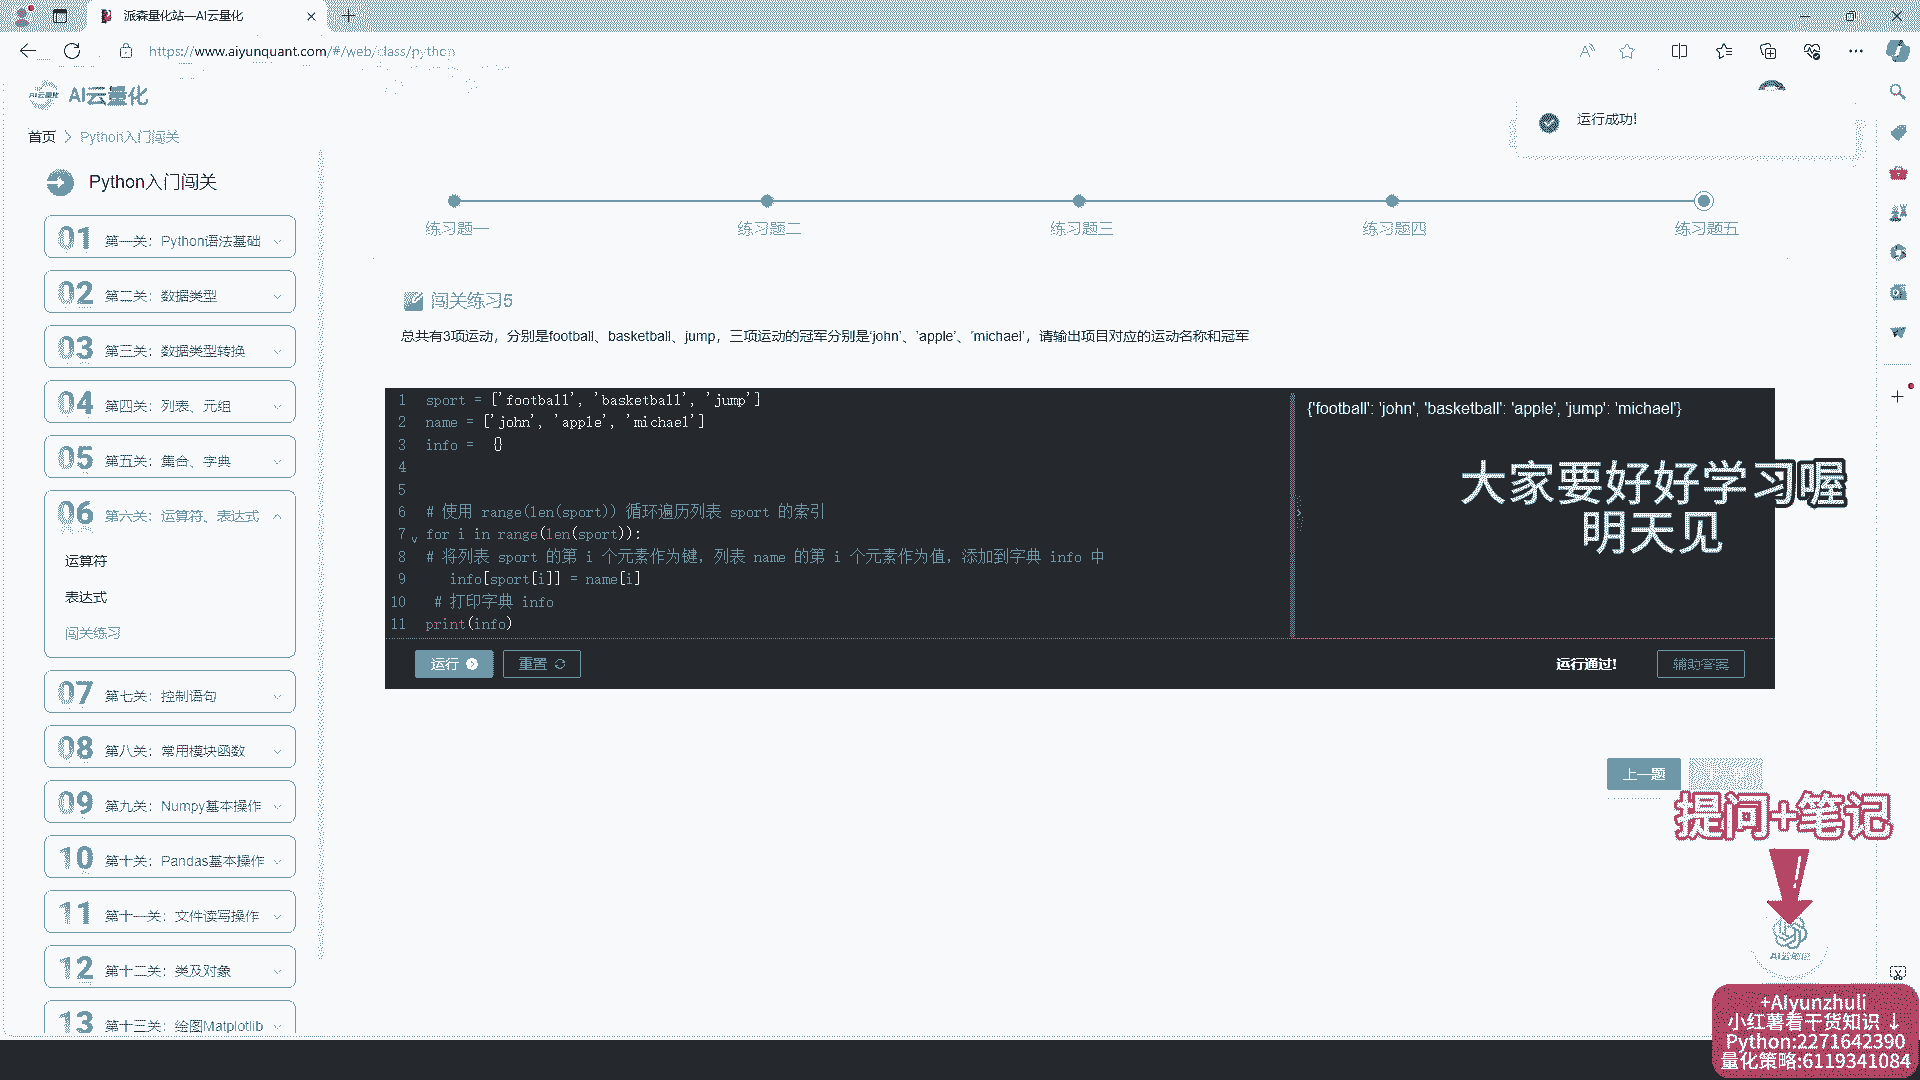 派森量化站—AI云量化
https://www.aiyunquant.com/#/web/class/python
AI云量化
首页 > Python入门闯关
运行成功!
Python入门闯关
01 第一关：Python语法基础
02 第二关：数据类型
03 第三关：数据类型转换
04 第四关：列表、元组
05 第五关：集合、字典
06 第六关：运算符、表达式
运算符
表达式
闯关练习
07 第七关：控制语句
08 第八关：常用模块函数
09 第九关：Numpy基本操作
10 第十关：Pandas基本操作
11 第十一关：文件读写操作
12 第十二关：类及对象
13 第十三关：绘图Matplotlib
练习题一
练习题二
练习题三
练习题四
练习题五
闯关练习5
总共有3项运动，分别是football、basketball、jump，三项运动的冠军分别是'john'、'apple'、'michael'，请输出项目对应的运动名称和冠军
1 sport = ['football', 'basketball', 'jump']
2 name = ['john', 'apple', 'michael']
3 info =  {}
4
5
6 # 使用 range(len(sport)) 循环遍历列表 sport 的索引
7 for i in range(len(sport)):
8 # 将列表 sport 的第 i 个元素作为键，列表 name 的第 i 个元素作为值，添加到字典 info 中
9    info[sport[i]] = name[i]
10  # 打印字典 info
11 print(info)
{'football': 'john', 'basketball': 'apple', 'jump': 'michael'}
大家要好好学习喔
明天见
运行
重置
运行通过!
辅助答案
上一题
提问+笔记
AI云量化
+AIyunzhuli
小红薯看干货知识 ↓
Python:2271642390
量化策略:6119341084